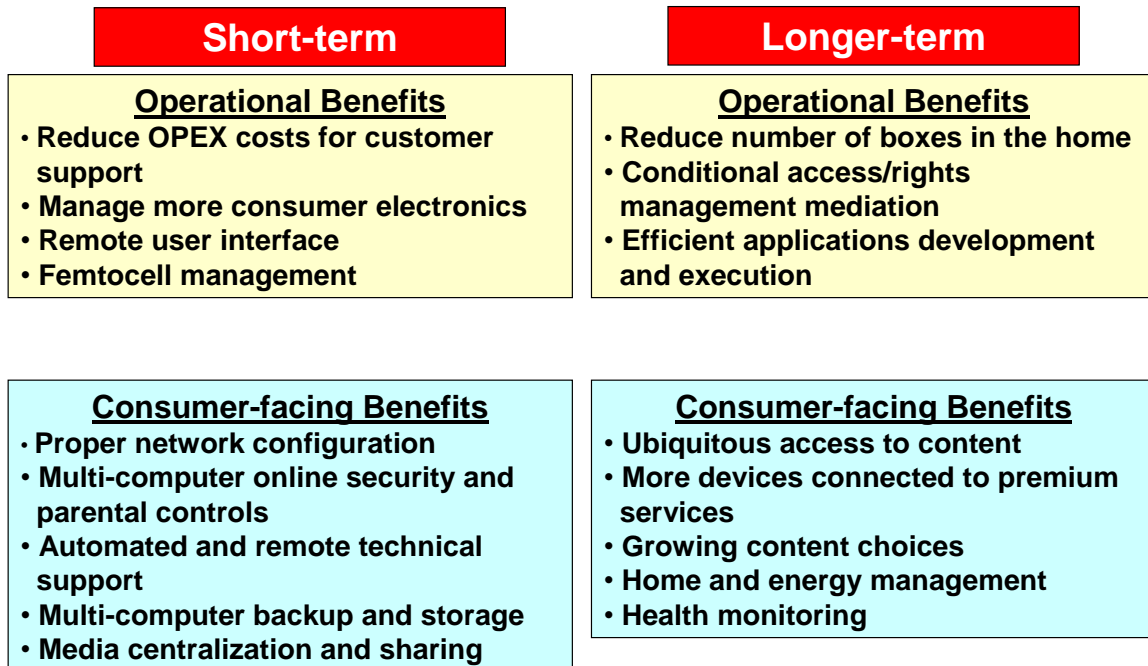 Short-term
Operational Benefits
• Reduce OPEX costs for customer
support
• Manage more consumer electronics
• Remote user interface
• Femtocell management
Consumer-facing Benefits
• Proper network configuration
• Multi-computer online security and
parental controls
• Automated and remote technical
support
• Multi-computer backup and storage
• Media centralization and sharing
Longer-term
Operational Benefits
• Reduce number of boxes in the home
• Conditional access/rights
management mediation
• Efficient applications development
and execution
Consumer-facing Benefits
• Ubiquitous access to content
• More devices connected to premium
services
• Growing content choices
• Home and energy management
• Health monitoring